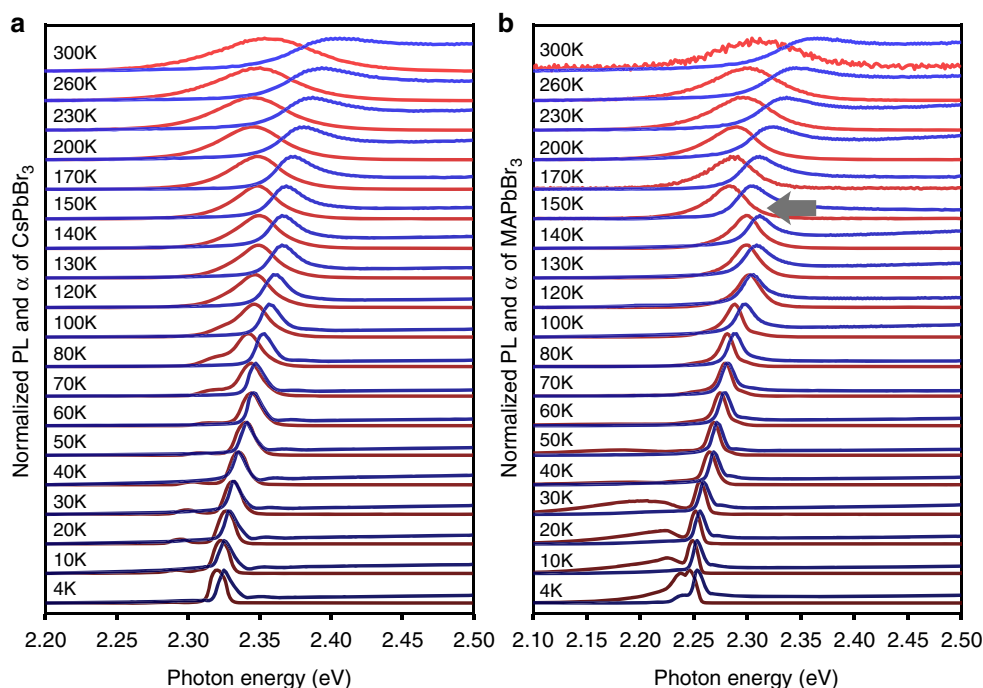 a
Normalized PL and α of CsPbBr3
300K
260K
230K
200K
170K
150K
140K
130K
120K
100K
80K
70K
60K
50K
40K
30K
20K
10K
4K
2.20 2.25 2.30 2.35 2.40 2.45 2.50
Photon energy (eV)
b
Normalized PL and α of MAPbBr3
300K
260K
230K
200K
170K
150K
140K
130K
120K
100K
80K
70K
60K
50K
40K
30K
20K
10K
4K
2.10 2.15 2.20 2.25 2.30 2.35 2.40 2.45 2.50
Photon energy (eV)